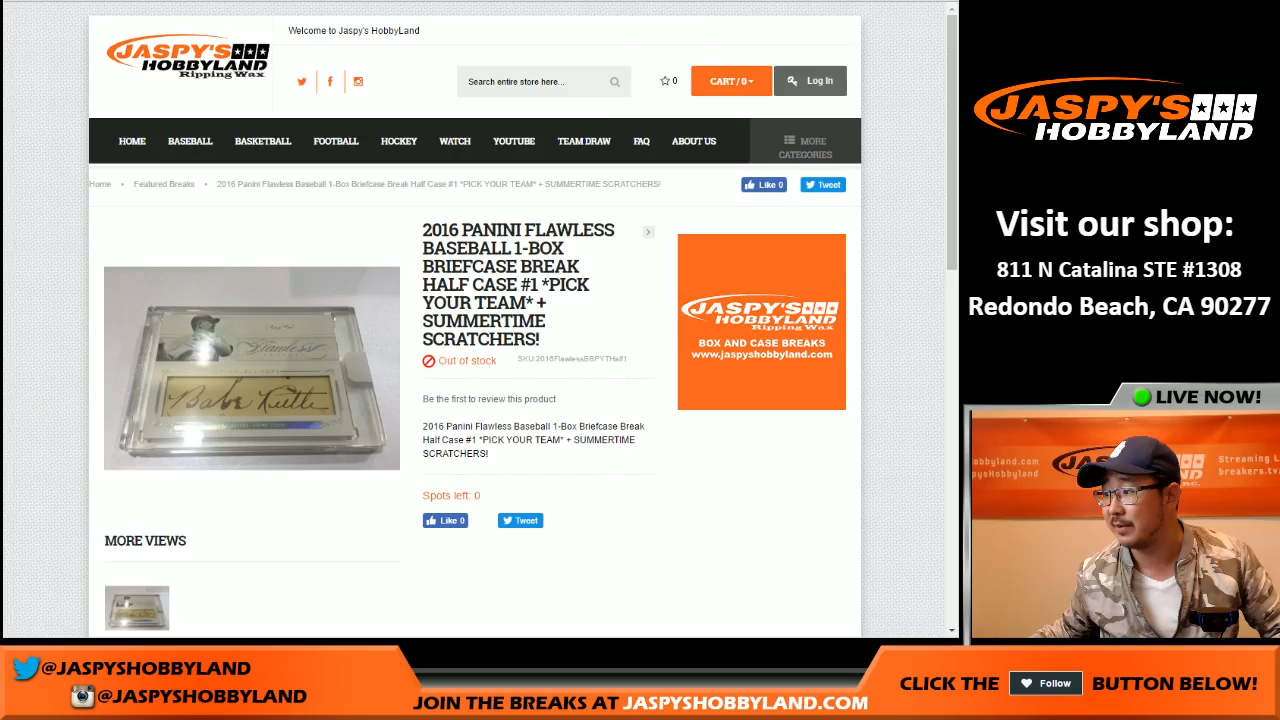 JASPY'S
HOBBYLAND
Ripping Wax
Welcome to Jaspy's HobbyLand
Search entire store here...
0
CART / 0
Log In
HOME BASEBALL BASKETBALL FOOTBALL HOCKEY WATCH YOUTUBE TEAM DRAW FAQ ABOUT US MORE CATEGORIES
Home • Featured Breaks • 2016 Panini Flawless Baseball 1-Box Briefcase Break Half Case #1 *PICK YOUR TEAM* + SUMMERTIME SCRATCHERS!
Like 0
Tweet
Flawless
Babe Ruth
2016 PANINI FLAWLESS
BASEBALL 1-BOX
BRIEFCASE BREAK
HALF CASE #1 *PICK
YOUR TEAM* +
SUMMERTIME
SCRATCHERS!
Out of stock
SKU:2016FlawlessBBPYTHalf1
Be the first to review this product
2016 Panini Flawless Baseball 1-Box Briefcase Break
Half Case #1 *PICK YOUR TEAM* + SUMMERTIME
SCRATCHERS!
Spots left: 0
Like 0
Tweet
MORE VIEWS
JASPY'S
HOBBYLAND
Ripping Wax
BOX AND CASE BREAKS
www.jaspyshobbyland.com
JASPY'S
HOBBYLAND
Visit our shop:
811 N Catalina STE #1308
Redondo Beach, CA 90277
LIVE NOW!
Streaming
breakers.tv
@JASPYSHOBBYLAND
@JASPYSHOBBYLAND
JOIN THE BREAKS AT JASPYSHOBBYLAND.COM
CLICK THE Follow BUTTON BELOW!